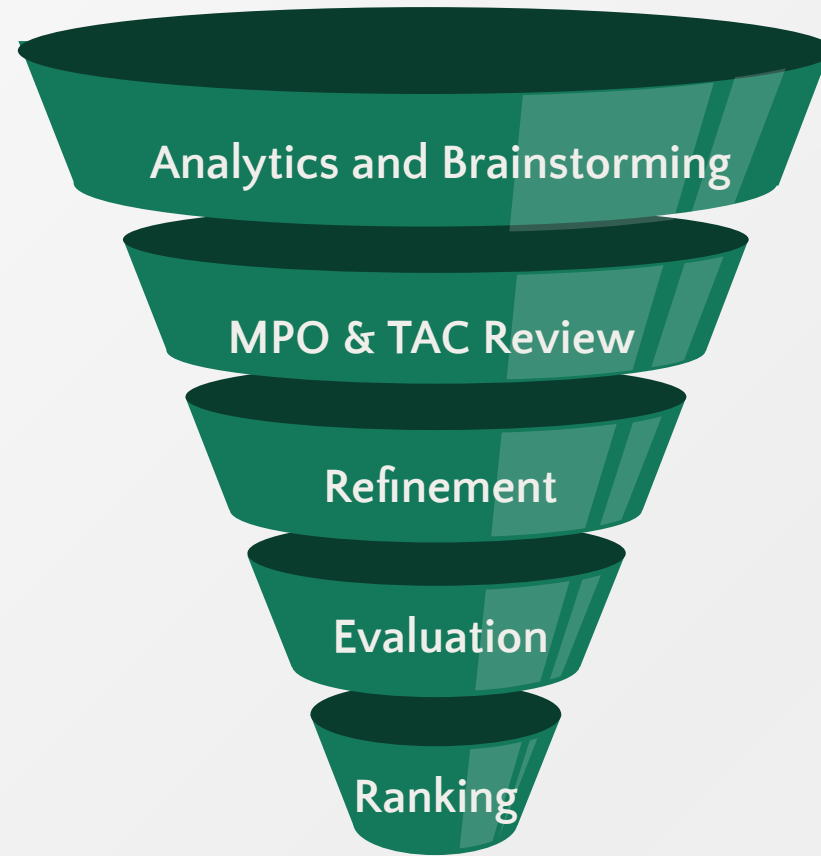 Analytics and Brainstorming
MPO & TAC Review
Refinement
Evaluation
Ranking